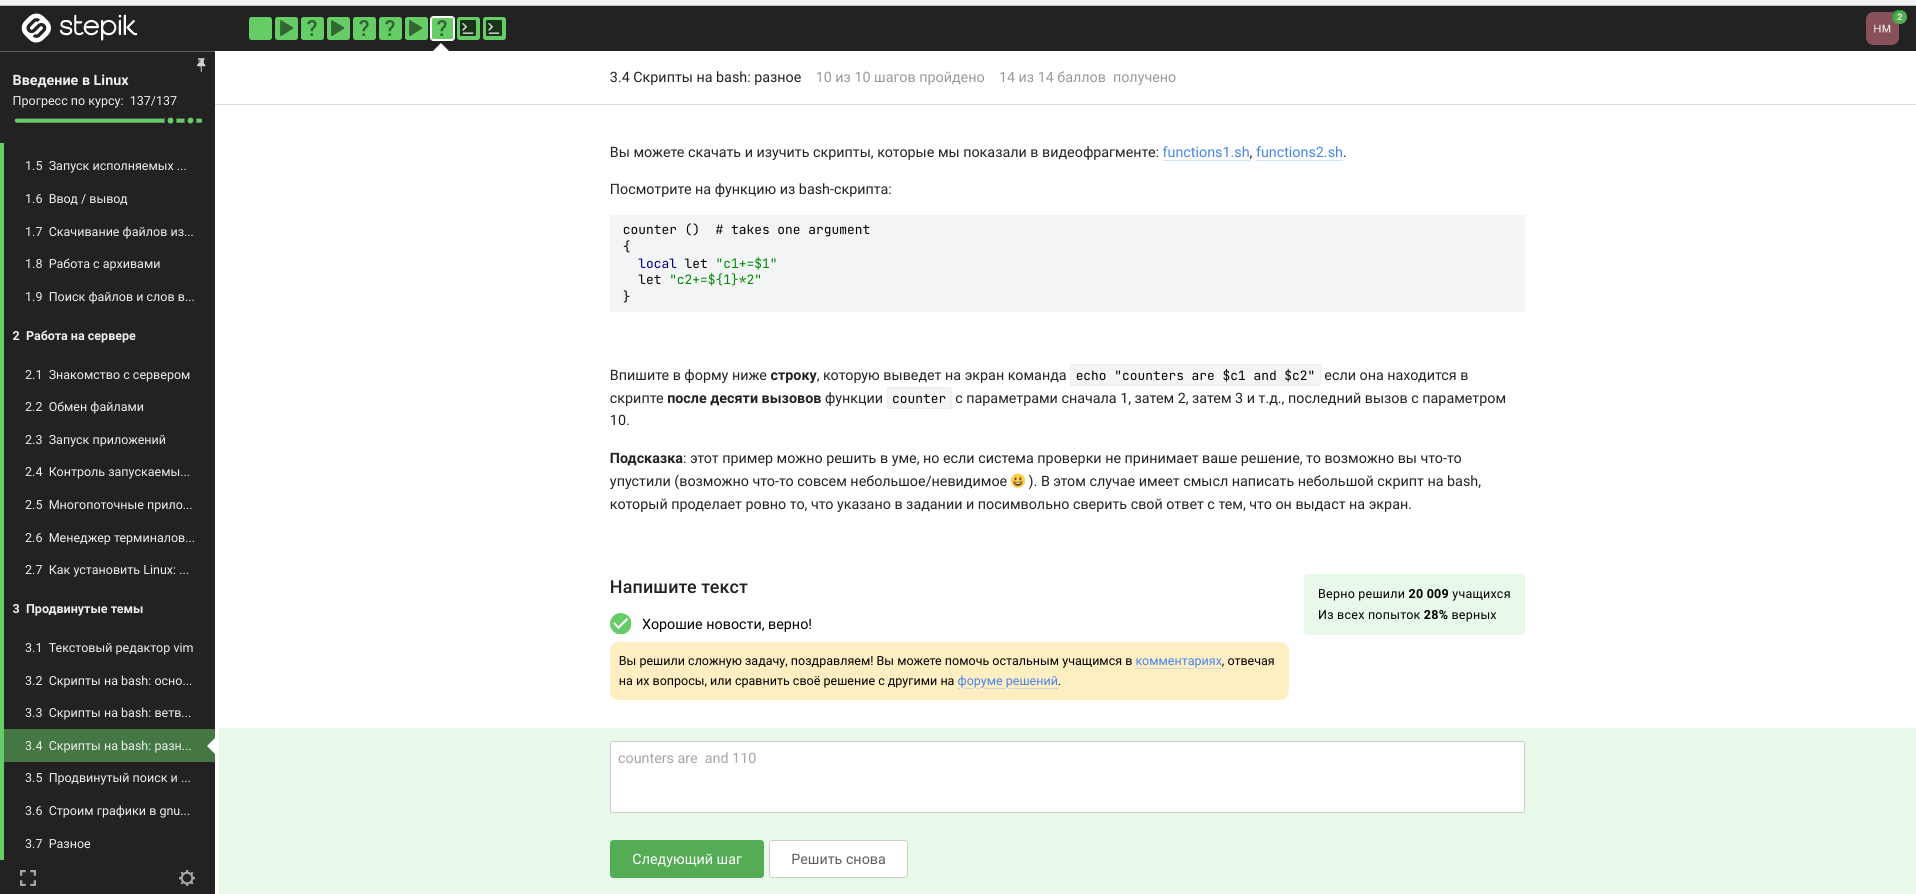 stepik
НМ
2
Введение в Linux
Прогресс по курсу: 137/137
1.5 Запуск исполняемых ...
1.6 Ввод / вывод
1.7 Скачивание файлов из...
1.8 Работа с архивами
1.9 Поиск файлов и слов в...
2 Работа на сервере
2.1 Знакомство с сервером
2.2 Обмен файлами
2.3 Запуск приложений
2.4 Контроль запускаемы...
2.5 Многопоточные прило...
2.6 Менеджер терминалов...
2.7 Как установить Linux: ...
3 Продвинутые темы
3.1 Текстовый редактор vim
3.2 Скрипты на bash: осно...
3.3 Скрипты на bash: ветв...
3.4 Скрипты на bash: разн...
3.5 Продвинутый поиск и ...
3.6 Строим графики в gnu...
3.7 Разное
3.4 Скрипты на bash: разное 10 из 10 шагов пройдено 14 из 14 баллов получено
Вы можете скачать и изучить скрипты, которые мы показали в видеофрагменте: functions1.sh, functions2.sh.
Посмотрите на функцию из bash-скрипта:
counter () # takes one argument
{
local let "c1+=$1"
let "c2+=${1}*2"
}
Впишите в форму ниже строку, которую выведет на экран команда echo "counters are $c1 and $c2" если она находится в
скрипте после десяти вызовов функции counter с параметрами сначала 1, затем 2, затем 3 и т.д., последний вызов с параметром
10.
Подсказка: этот пример можно решить в уме, но если система проверки не принимает ваше решение, то возможно вы что-то
упустили (возможно что-то совсем небольшое/невидимое 😀 ). В этом случае имеет смысл написать небольшой скрипт на bash,
который проделает ровно то, что указано в задании и посимвольно сверить свой ответ с тем, что он выдаст на экран.
Напишите текст
Хорошие новости, верно!
Верно решили 20 009 учащихся
Из всех попыток 28% верных
Вы решили сложную задачу, поздравляем! Вы можете помочь остальным учащимся в комментариях, отвечая
на их вопросы, или сравнить своё решение с другими на форуме решений.
counters are  and 110
Следующий шаг
Решить снова